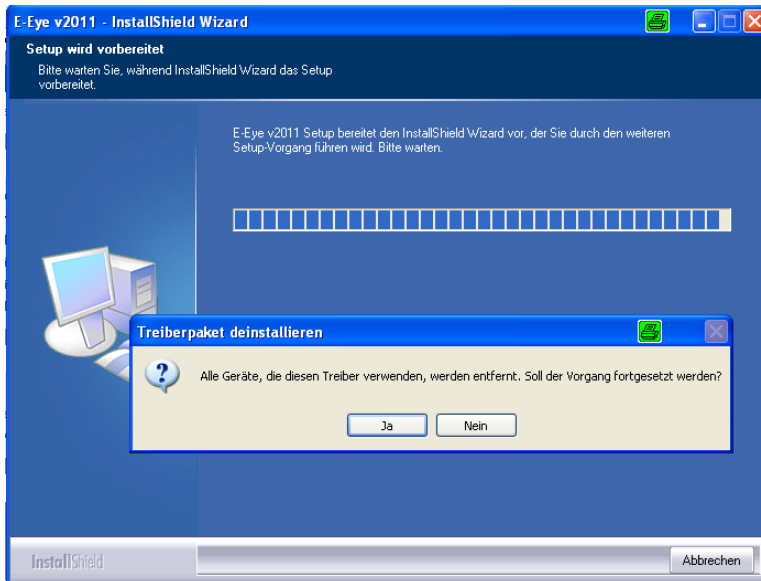 E-Eye v2011 - InstallShield Wizard
Setup wird vorbereitet
Bitte warten Sie, während InstallShield Wizard das Setup
vorbereitet.
E-Eye v2011 Setup bereitet den InstallShield Wizard vor, der Sie durch den weiteren
Setup-Vorgang führen wird. Bitte warten.
Treiberpaket deinstallieren
Alle Geräte, die diesen Treiber verwenden, werden entfernt. Soll der Vorgang fortgesetzt werden?
Ja
Nein
InstallShield
Abbrechen